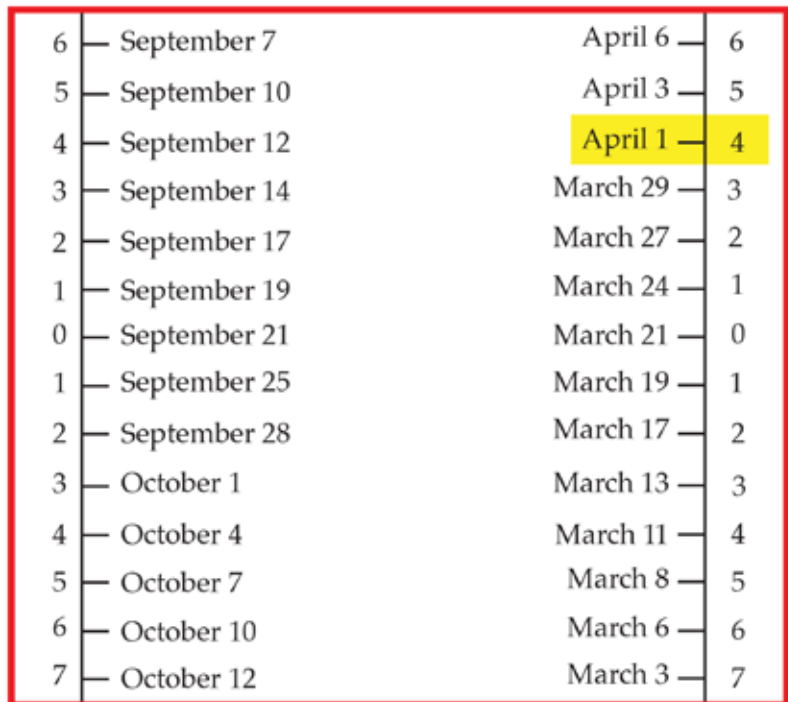 6 September 7 April 6 6
5 September 10 April 3 5
4 September 12 April 1 4
3 September 14 March 29 3
2 September 17 March 27 2
1 September 19 March 24 1
0 September 21 March 21 0
1 September 25 March 19 1
2 September 28 March 17 2
3 October 1 March 13 3
4 October 4 March 11 4
5 October 7 March 8 5
6 October 10 March 6 6
7 October 12 March 3 7